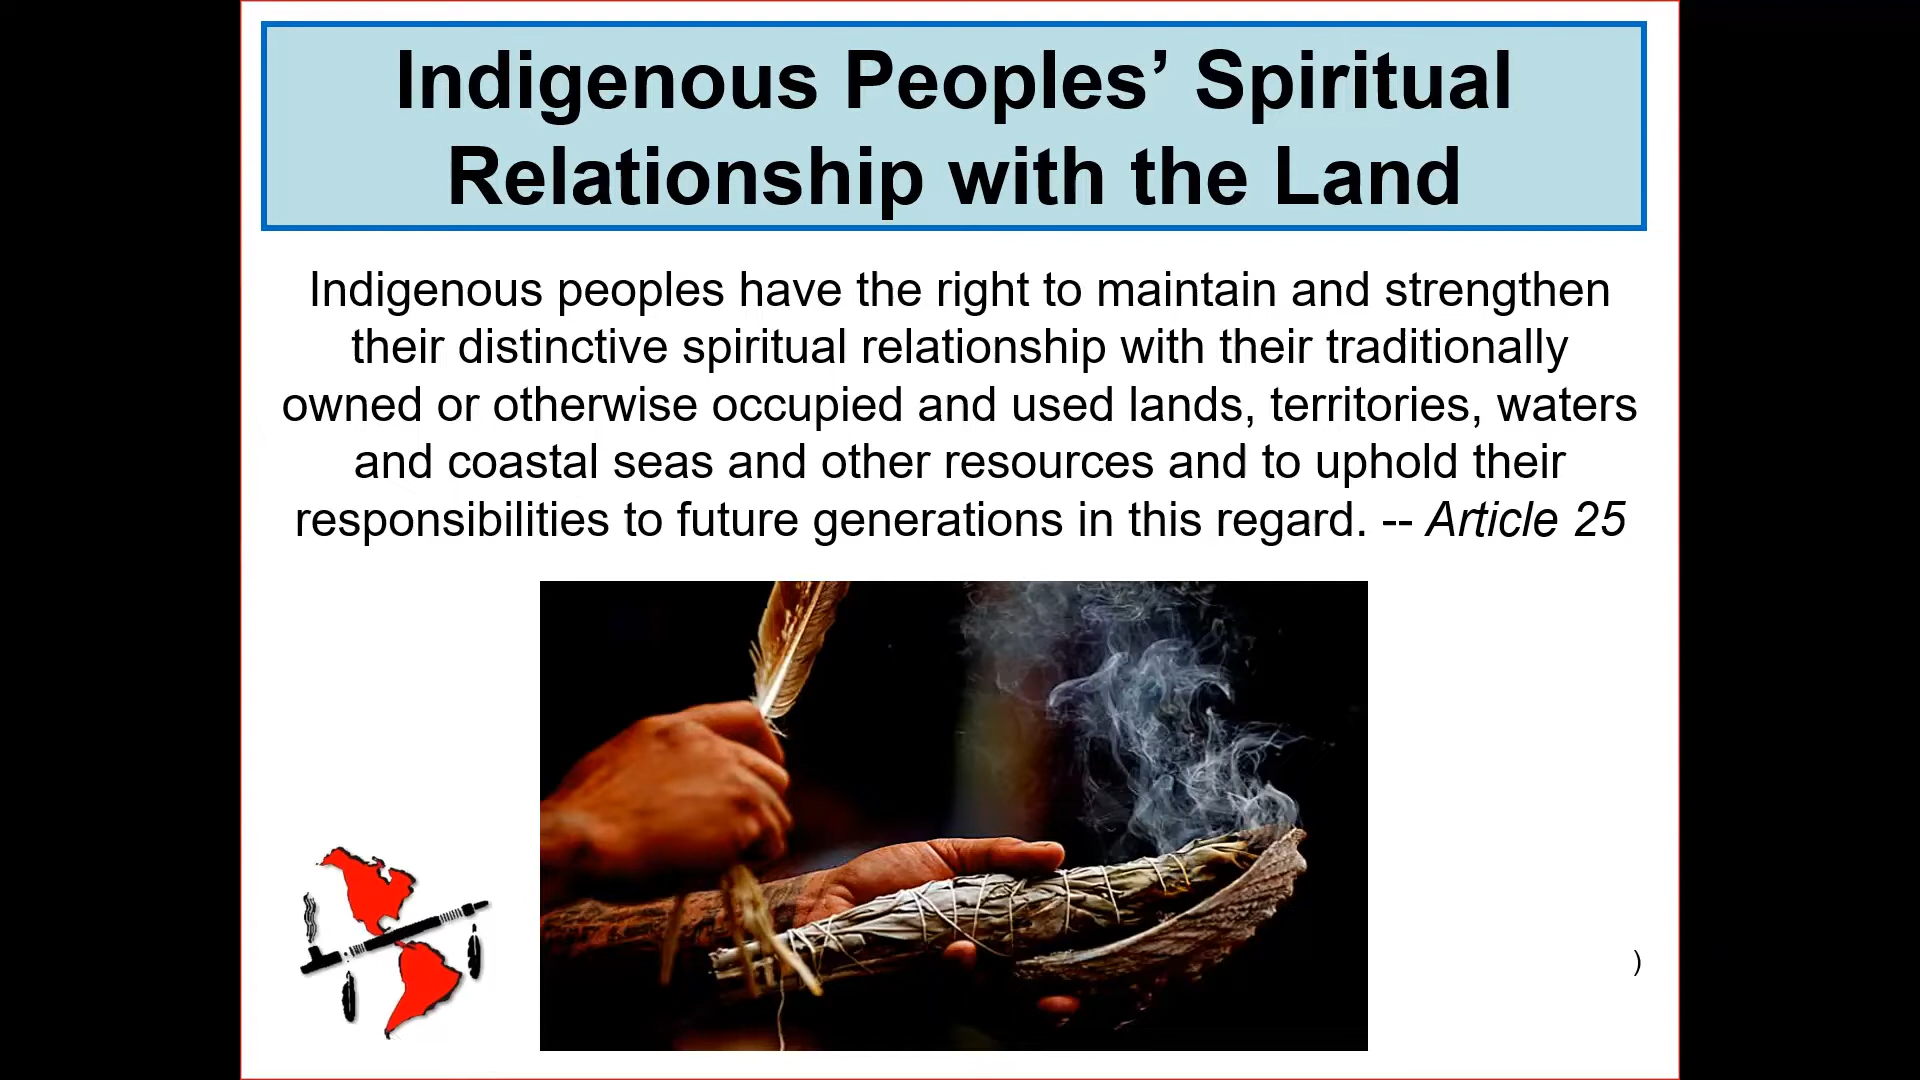 Indigenous Peoples’ Spiritual
Relationship with the Land
Indigenous peoples have the right to maintain and strengthen
their distinctive spiritual relationship with their traditionally
owned or otherwise occupied and used lands, territories, waters
and coastal seas and other resources and to uphold their
responsibilities to future generations in this regard. -- Article 25
)